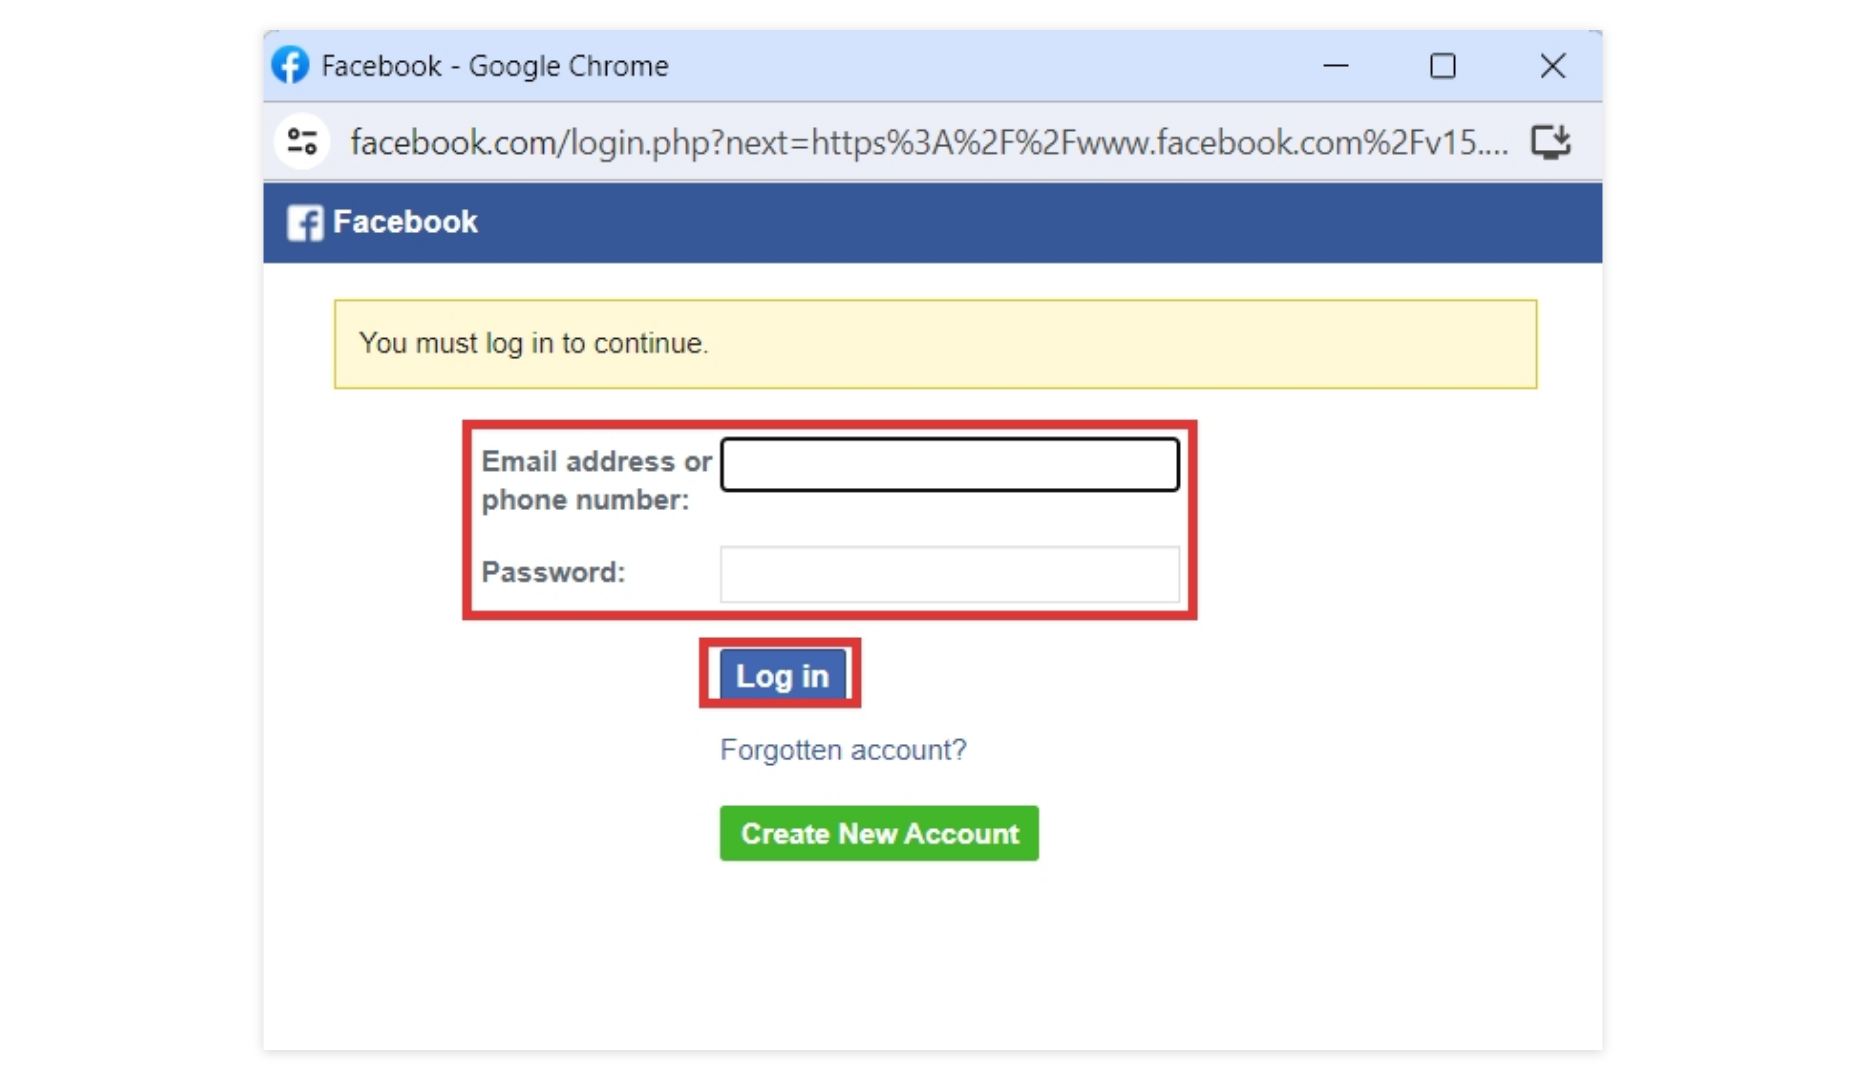 Facebook - Google Chrome
facebook.com/login.php?next=https%3A%2F%2Fwww.facebook.com%2Fv15....
Facebook
You must log in to continue.
Email address or
phone number:
Password:
Log in
Forgotten account?
Create New Account